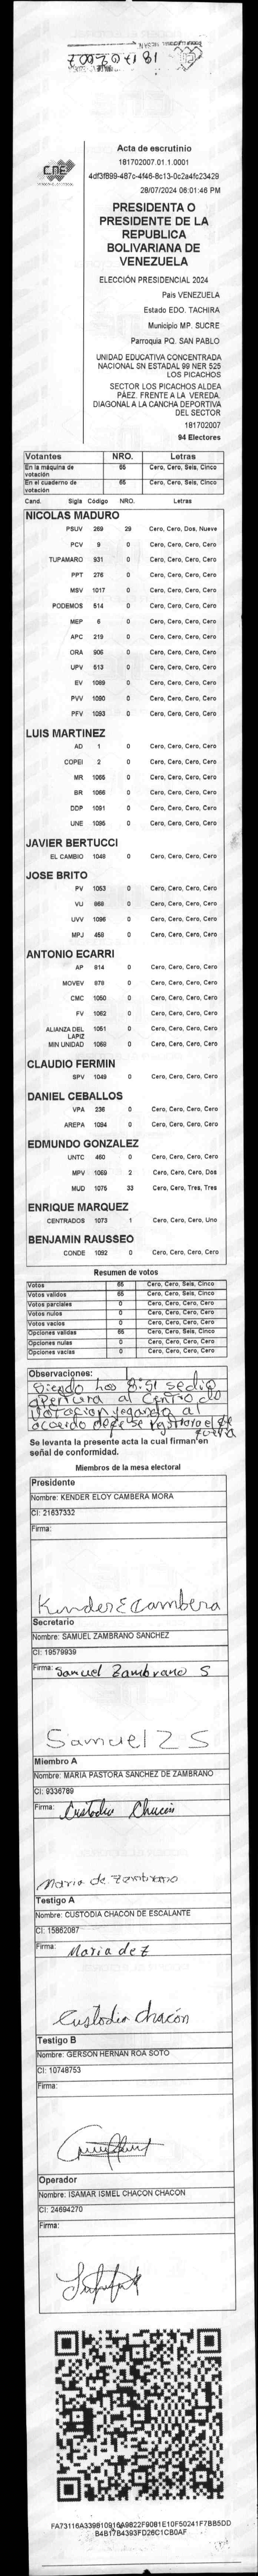 18170 2007
CNE
Acta de escrutinio
181702007.01.1.0001
4df3f899-487c-4f46-8c13-0c2a4fc23429
28/07/2024 06:01:46 PM
PRESIDENTA O
PRESIDENTE DE LA
REPUBLICA
BOLIVARIANA DE
VENEZUELA
ELECCIÓN PRESIDENCIAL 2024
Pais VENEZUELA
Estado EDO. TACHIRA
Municipio MP. SUCRE
Parroquia PQ. SAN PABLO
UNIDAD EDUCATIVA CONCENTRADA
NACIONAL SN ESTADAL 99 NER 525
LOS PICACHOS
SECTOR LOS PICACHOS ALDEA
PÁEZ. FRENTE A LA VEREDA.
DIAGONAL A LA CANCHA DEPORTIVA
DEL SECTOR
181702007
94 Electores
Votantes NRO. Letras
En la máquina de votación 65 Cero, Cero, Seis, Cinco
En el cuaderno de votación 65 Cero, Cero, Seis, Cinco
Cand. Sigla Código NRO. Letras
NICOLAS MADURO
PSUV 269 29 Cero, Cero, Dos, Nueve
PCV 9 0 Cero, Cero, Cero, Cero
TUPAMARO 931 0 Cero, Cero, Cero, Cero
PPT 276 0 Cero, Cero, Cero, Cero
MSV 1017 0 Cero, Cero, Cero, Cero
PODEMOS 514 0 Cero, Cero, Cero, Cero
MEP 6 0 Cero, Cero, Cero, Cero
APC 219 0 Cero, Cero, Cero, Cero
ORA 906 0 Cero, Cero, Cero, Cero
UPV 613 0 Cero, Cero, Cero, Cero
EV 1089 0 Cero, Cero, Cero, Cero
PVV 1090 0 Cero, Cero, Cero, Cero
PFV 1093 0 Cero, Cero, Cero, Cero
LUIS MARTINEZ
AD 1 0 Cero, Cero, Cero, Cero
COPEI 2 0 Cero, Cero, Cero, Cero
MR 1065 0 Cero, Cero, Cero, Cero
BR 1066 0 Cero, Cero, Cero, Cero
DDP 1091 0 Cero, Cero, Cero, Cero
UNE 1095 0 Cero, Cero, Cero, Cero
JAVIER BERTUCCI
EL CAMBIO 1048 0 Cero, Cero, Cero, Cero
JOSE BRITO
PV 1053 0 Cero, Cero, Cero, Cero
VU 868 0 Cero, Cero, Cero, Cero
UVV 1096 0 Cero, Cero, Cero, Cero
MPJ 459 0 Cero, Cero, Cero, Cero
ANTONIO ECARRI
AP 814 0 Cero, Cero, Cero, Cero
MOVEV 878 0 Cero, Cero, Cero, Cero
CMC 1050 0 Cero, Cero, Cero, Cero
FV 1062 0 Cero, Cero, Cero, Cero
ALIANZA DEL LAPIZ 1051 0 Cero, Cero, Cero, Cero
MIN UNIDAD 1068 0 Cero, Cero, Cero, Cero
CLAUDIO FERMIN
SPV 1049 0 Cero, Cero, Cero, Cero
DANIEL CEBALLOS
VPA 236 0 Cero, Cero, Cero, Cero
AREPA 1094 0 Cero, Cero, Cero, Cero
EDMUNDO GONZALEZ
UNTC 460 0 Cero, Cero, Cero, Cero
MPV 1069 2 Cero, Cero, Cero, Dos
MUD 1075 33 Cero, Cero, Tres, Tres
ENRIQUE MARQUEZ
CENTRADOS 1073 1 Cero, Cero, Cero, Uno
BENJAMIN RAUSSEO
CONDE 1092 0 Cero, Cero, Cero, Cero
Resumen de votos
Votos 65 Cero, Cero, Seis, Cinco
Votos validos 65 Cero, Cero, Seis, Cinco
Votos parciales 0 Cero, Cero, Cero, Cero
Votos nulos 0 Cero, Cero, Cero, Cero
Votos vacios 0 Cero, Cero, Cero, Cero
Opciones validas 65 Cero, Cero, Seis, Cinco
Opciones nulas 0 Cero, Cero, Cero, Cero
Opciones vacias 0 Cero, Cero, Cero, Cero
Observaciones:
Siendo las 8:51 se dio
apertura al Centro de
votación
acuerdo
Se levanta la presente acta la cual firman en
señal de conformidad.
Miembros de la mesa electoral
Presidente
Nombre: KENDER ELOY CAMBERA MORA
CI: 21637332
Firma:
Kender E Cambera
Secretario
Nombre: SAMUEL ZAMBRANO SANCHEZ
CI: 19579939
Firma: Samuel Zambrano S
Samuel Z S
Miembro A
Nombre: MARIA PASTORA SANCHEZ DE ZAMBRANO
CI: 9336769
Firma: Custodia Chacón
Maria de Zambrano
Testigo A
Nombre: CUSTODIA CHACON DE ESCALANTE
CI: 15862087
Firma: Maria de Z
Custodia Chacón
Testigo B
Nombre: GERSON HERNAN ROA SOTO
CI: 10748753
Firma:
Operador
Nombre: ISAMAR ISMEL CHACON CHACON
CI: 24694270
Firma:
FA73116A339810916A9822F9081E10F50241F7BB5DD
B4B17B4393FD26C1CB0AF